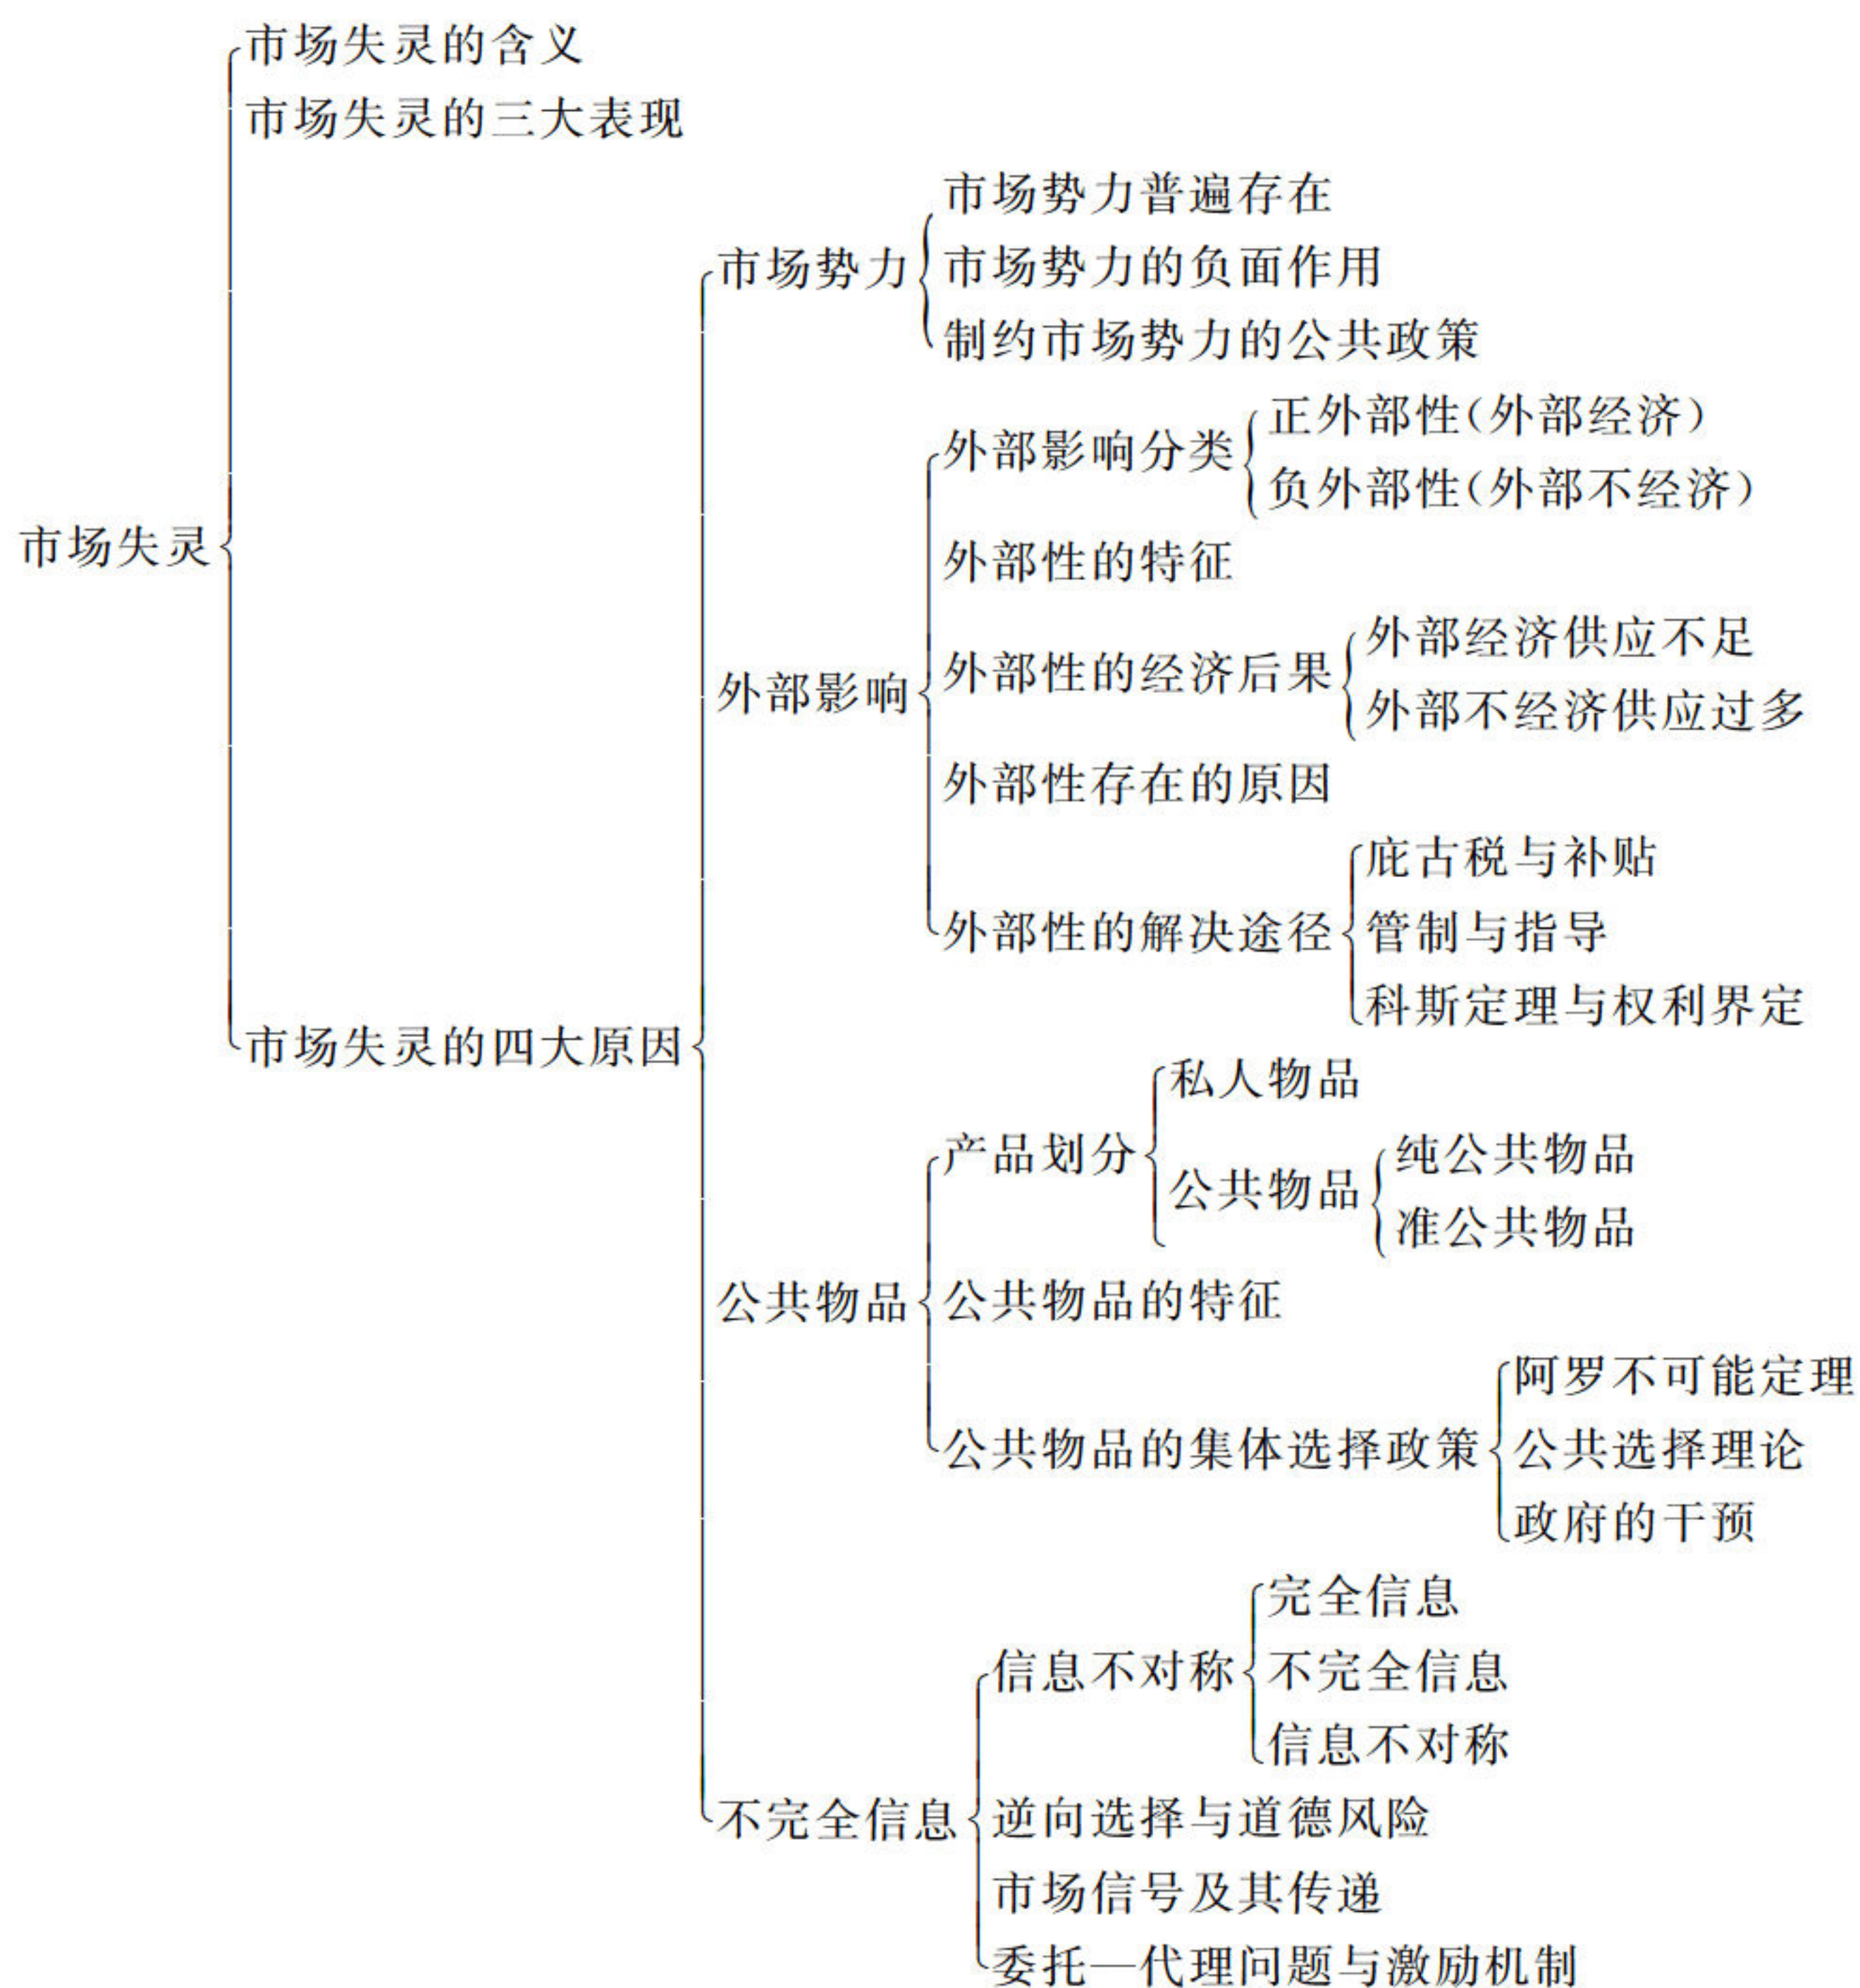 市场失灵
市场失灵的含义
市场失灵的三大表现
市场失灵的四大原因
市场势力
市场势力普遍存在
市场势力的负面作用
制约市场势力的公共政策
外部影响
外部影响分类
正外部性(外部经济)
负外部性(外部不经济)
外部性的特征
外部性的经济后果
外部经济供应不足
外部不经济供应过多
外部性存在的原因
外部性的解决途径
庇古税与补贴
管制与指导
科斯定理与权利界定
公共物品
产品划分
私人物品
公共物品
纯公共物品
准公共物品
公共物品的特征
公共物品的集体选择政策
阿罗不可能定理
公共选择理论
政府的干预
不完全信息
信息不对称
完全信息
不完全信息
信息不对称
逆向选择与道德风险
市场信号及其传递
委托—代理问题与激励机制